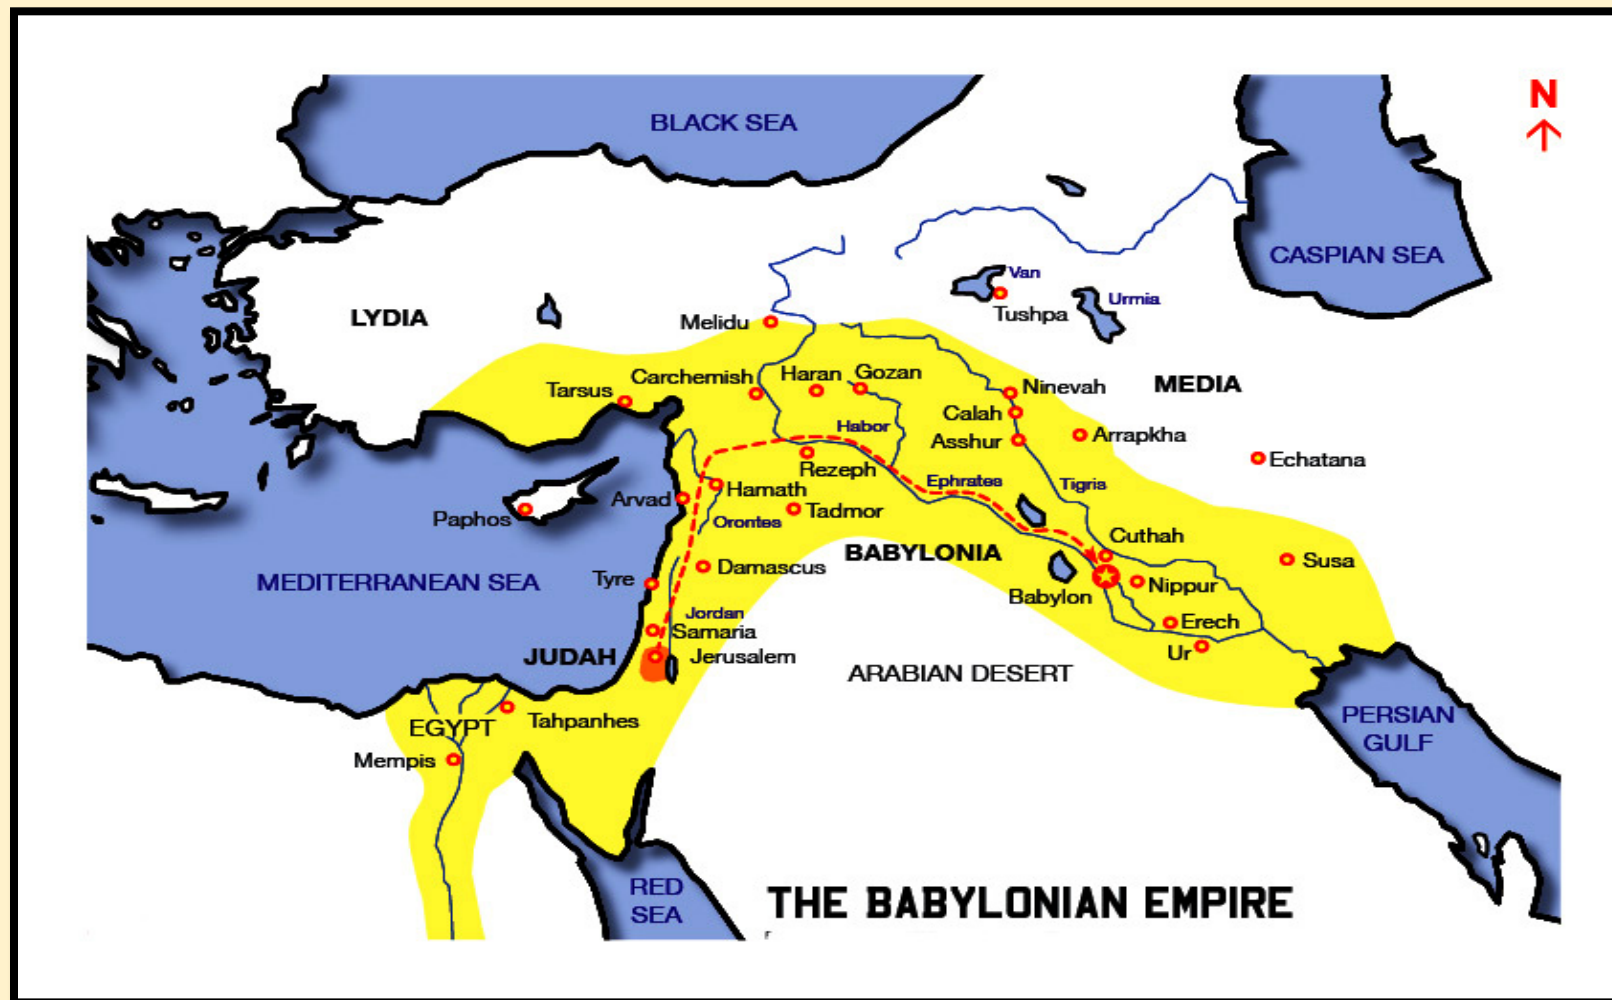 BLACK SEA
N
CASPIAN SEA
Van
Urmia
Tushpa
LYDIA
Melidu
MEDIA
Tarsus
Carchemish
Haran
Gozan
Ninevah
Calah
Habor
Asshur
Arrapkha
Echatana
Rezeph
Ephrates
Tigris
Hamath
Arvad
Tadmor
Paphos
Orontes
Cuthah
BABYLONIA
Susa
MEDITERRANEAN SEA
Tyre
Damascus
Babylon
Nippur
Jordan
Samaria
Erech
JUDAH
Jerusalem
Ur
ARABIAN DESERT
EGYPT
Tahpanhes
PERSIAN
GULF
Mempis
RED
SEA
THE BABYLONIAN EMPIRE